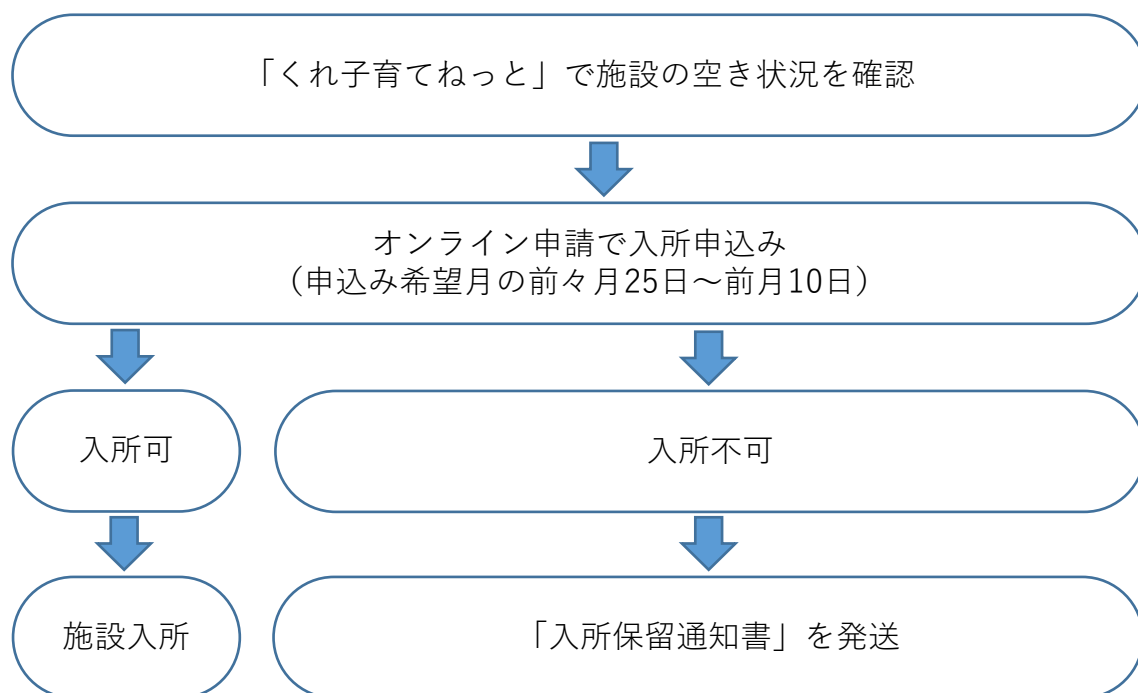 「くれ子育てねっと」で施設の空き状況を確認
オンライン申請で入所申込み
（申込み希望月の前々月25日～前月10日）
入所可
入所不可
施設入所
「入所保留通知書」を発送